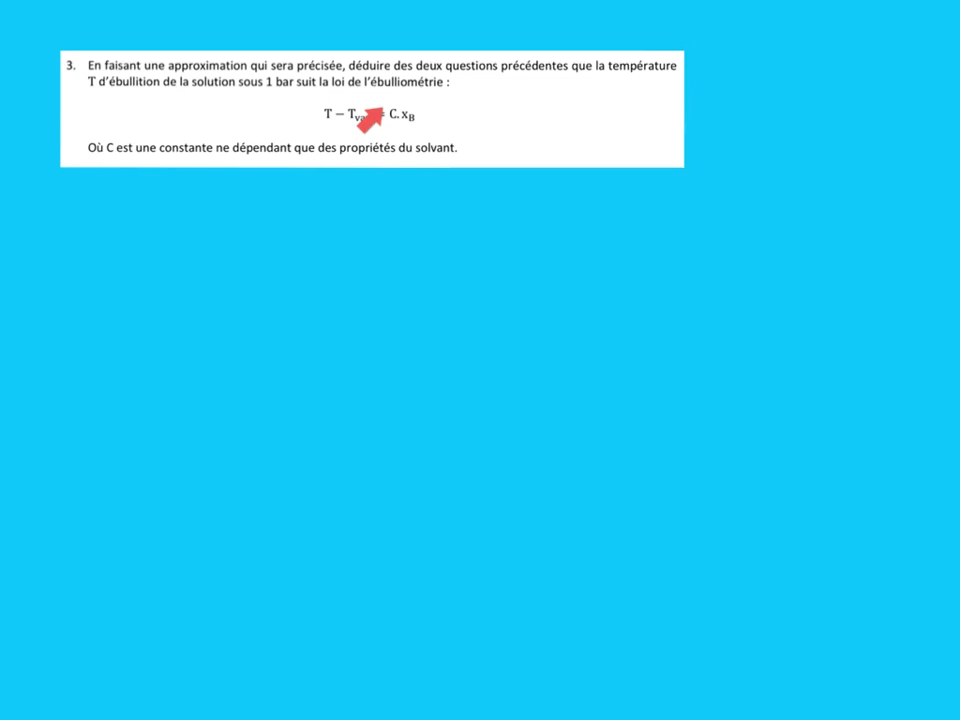 3. En faisant une approximation qui sera précisée, déduire des deux questions précédentes que la température
T d'ébullition de la solution sous 1 bar suit la loi de l'ébulliométrie :
T − T = C. x_B
Où C est une constante ne dépendant que des propriétés du solvant.